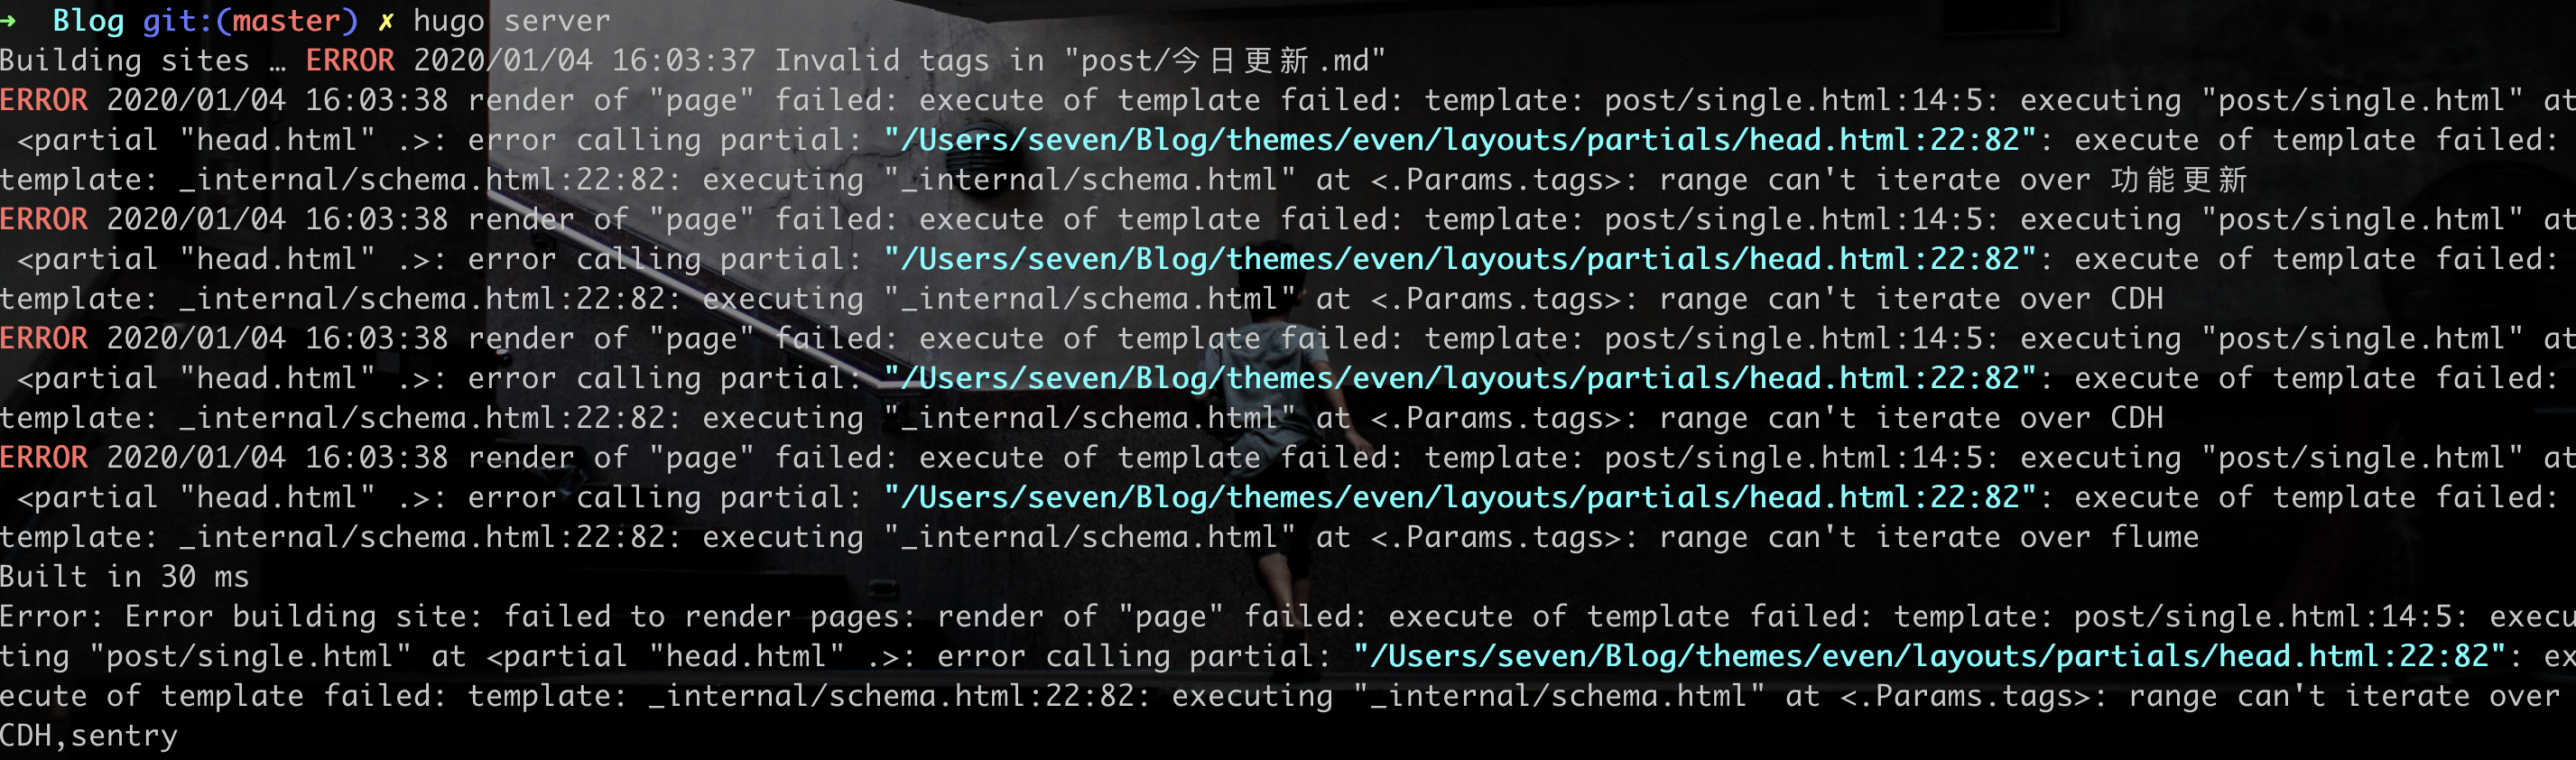 ➜  Blog git:(master) ✗ hugo server
Building sites … ERROR 2020/01/04 16:03:37 Invalid tags in "post/今日更新.md"
ERROR 2020/01/04 16:03:38 render of "page" failed: execute of template failed: template: post/single.html:14:5: executing "post/single.html" at
 <partial "head.html" .>: error calling partial: "/Users/seven/Blog/themes/even/layouts/partials/head.html:22:82": execute of template failed:
template: _internal/schema.html:22:82: executing "_internal/schema.html" at <.Params.tags>: range can't iterate over 功能更新
ERROR 2020/01/04 16:03:38 render of "page" failed: execute of template failed: template: post/single.html:14:5: executing "post/single.html" at
 <partial "head.html" .>: error calling partial: "/Users/seven/Blog/themes/even/layouts/partials/head.html:22:82": execute of template failed:
template: _internal/schema.html:22:82: executing "_internal/schema.html" at <.Params.tags>: range can't iterate over CDH
ERROR 2020/01/04 16:03:38 render of "page" failed: execute of template failed: template: post/single.html:14:5: executing "post/single.html" at
 <partial "head.html" .>: error calling partial: "/Users/seven/Blog/themes/even/layouts/partials/head.html:22:82": execute of template failed:
template: _internal/schema.html:22:82: executing "_internal/schema.html" at <.Params.tags>: range can't iterate over CDH
ERROR 2020/01/04 16:03:38 render of "page" failed: execute of template failed: template: post/single.html:14:5: executing "post/single.html" at
 <partial "head.html" .>: error calling partial: "/Users/seven/Blog/themes/even/layouts/partials/head.html:22:82": execute of template failed:
template: _internal/schema.html:22:82: executing "_internal/schema.html" at <.Params.tags>: range can't iterate over flume
Built in 30 ms
Error: Error building site: failed to render pages: render of "page" failed: execute of template failed: template: post/single.html:14:5: execu
ting "post/single.html" at <partial "head.html" .>: error calling partial: "/Users/seven/Blog/themes/even/layouts/partials/head.html:22:82": ex
ecute of template failed: template: _internal/schema.html:22:82: executing "_internal/schema.html" at <.Params.tags>: range can't iterate over
CDH,sentry